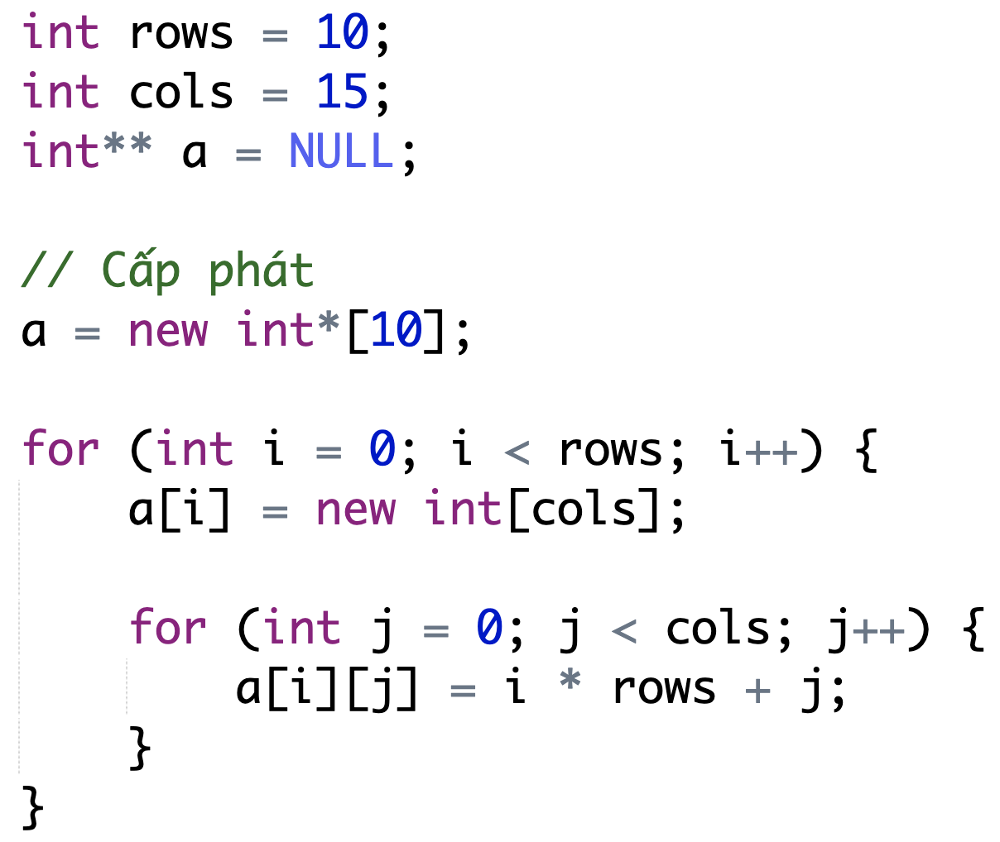 int rows = 10;
int cols = 15;
int** a = NULL;
// Cấp phát
a = new int*[10];
for (int i = 0; i < rows; i++) {
a[i] = new int[cols];
for (int j = 0; j < cols; j++) {
a[i][j] = i * rows + j;
}
}